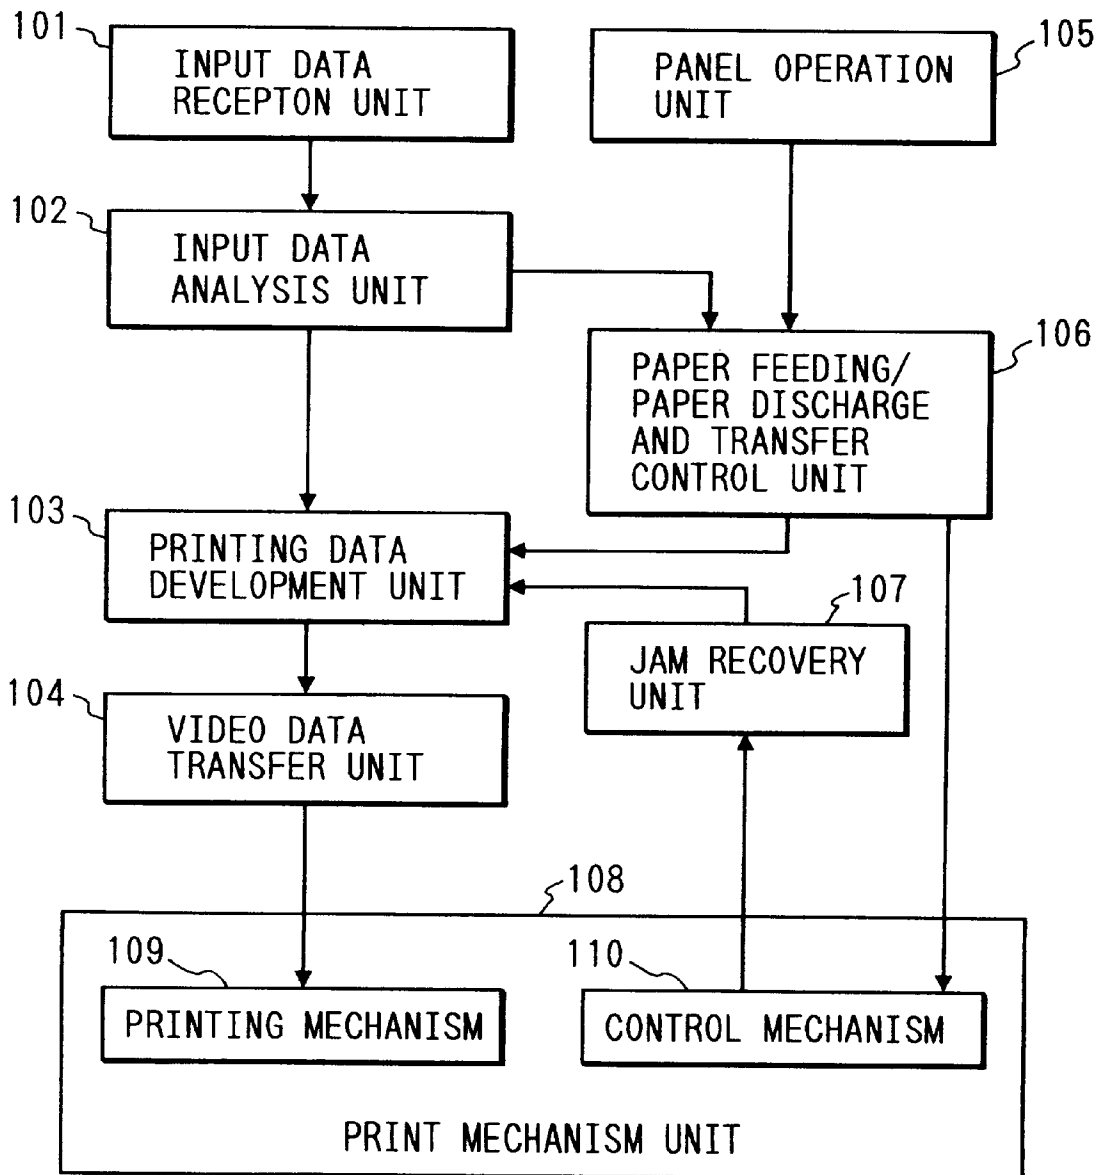 101
INPUT DATA
RECEPTON UNIT
105
PANEL OPERATION
UNIT
102
INPUT DATA
ANALYSIS UNIT
106
PAPER FEEDING/
PAPER DISCHARGE
AND TRANSFER
CONTROL UNIT
103
PRINTING DATA
DEVELOPMENT UNIT
107
JAM RECOVERY
UNIT
104
VIDEO DATA
TRANSFER UNIT
108
109
PRINTING MECHANISM
110
CONTROL MECHANISM
PRINT MECHANISM UNIT